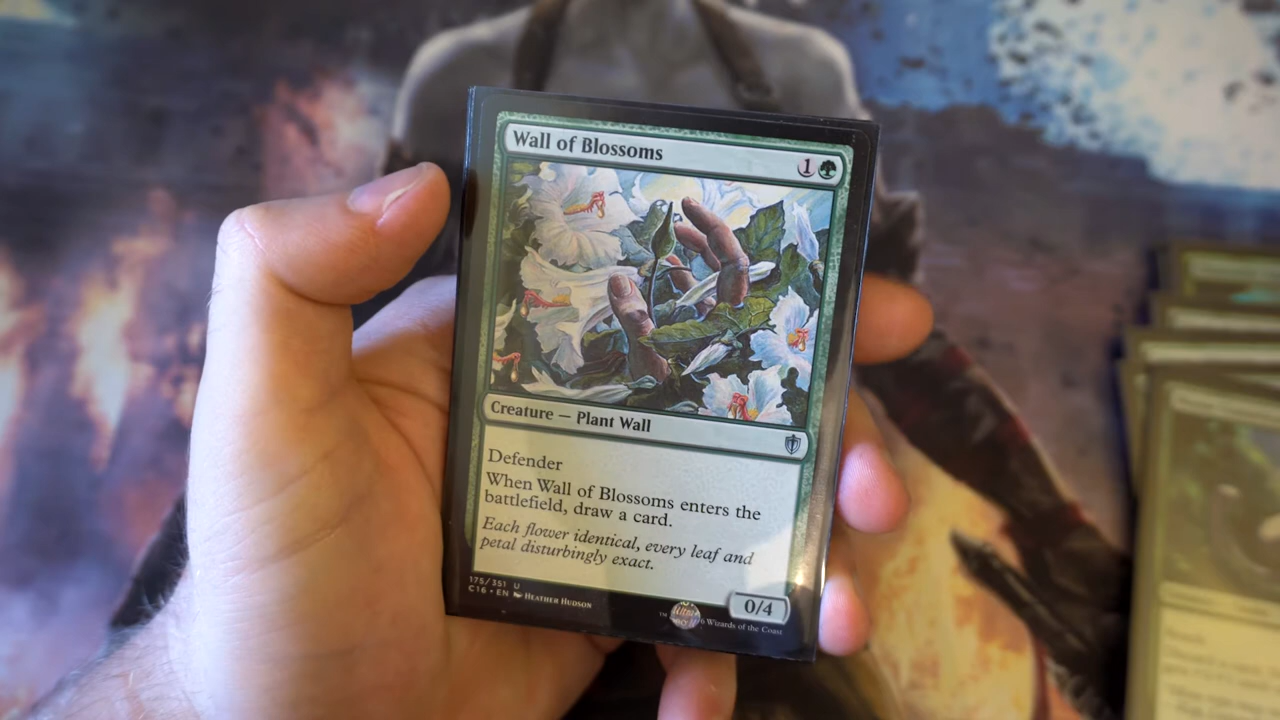 Wall of Blossoms 1
Creature — Plant Wall
Defender
When Wall of Blossoms enters the
battlefield, draw a card.
Each flower identical, every leaf and
petal disturbingly exact.
175/351 U
C16 • EN HEATHER HUDSON
0/4
Wizards of the Coast